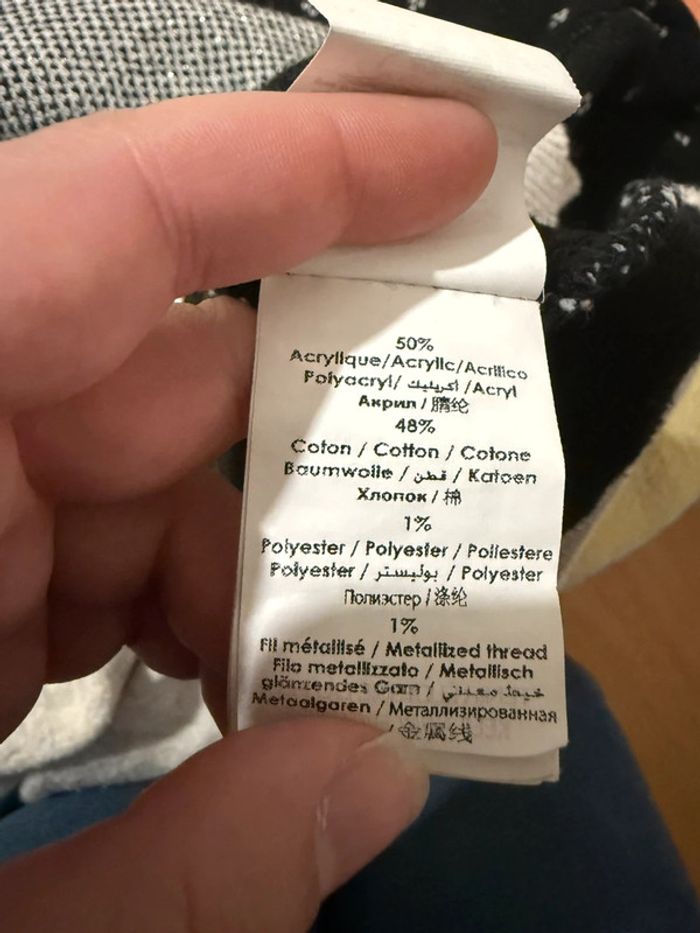 50%
Acrylique/Acrylic/Acrilico
Polyacryl/ اكريليك /Acryl
Акрил / 腈纶
48%
Coton / Cotton / Cotone
Baumwolle / قطن / Katoen
Хлопок / 棉
1%
Polyester / Polyester / Poliestere
Polyester / بوليستر / Polyester
Полиэстер / 涤纶
1%
Fil métallisé / Metallized thread
Filo metallizzato / Metallisch
glänzendes Garn / خيط معدني /
Metaalgaren / Металлизированная
/ 金属线